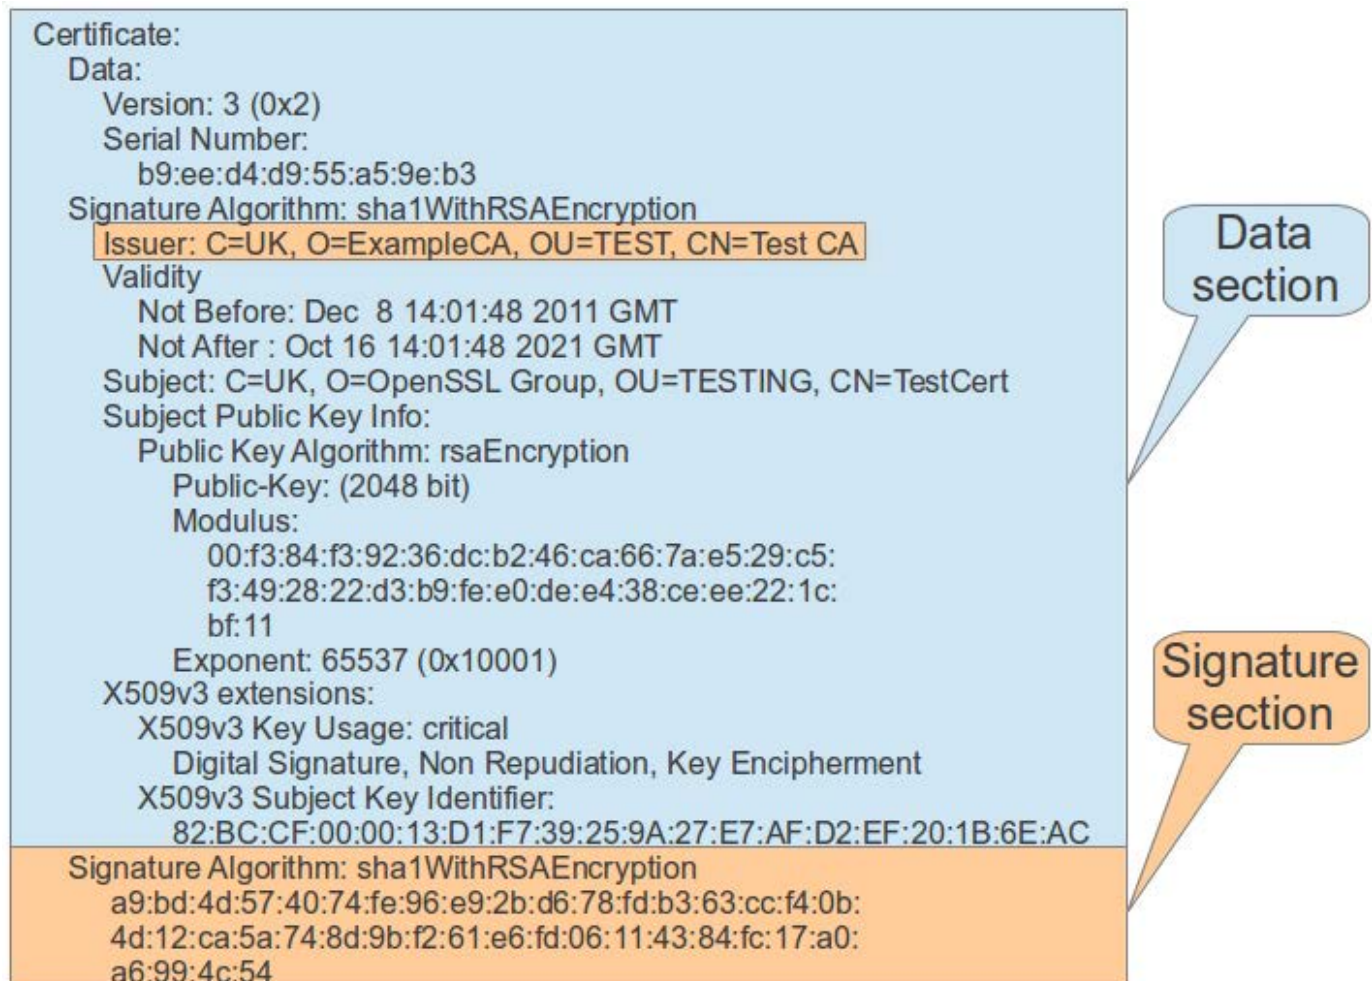 Certificate:
Data:
Version: 3 (0x2)
Serial Number:
b9:ee:d4:d9:55:a5:9e:b3
Signature Algorithm: sha1WithRSAEncryption
Issuer: C=UK, O=ExampleCA, OU=TEST, CN=Test CA
Validity
Not Before: Dec  8 14:01:48 2011 GMT
Not After : Oct 16 14:01:48 2021 GMT
Subject: C=UK, O=OpenSSL Group, OU=TESTING, CN=TestCert
Subject Public Key Info:
Public Key Algorithm: rsaEncryption
Public-Key: (2048 bit)
Modulus:
00:f3:84:f3:92:36:dc:b2:46:ca:66:7a:e5:29:c5:
f3:49:28:22:d3:b9:fe:e0:de:e4:38:ce:ee:22:1c:
bf:11
Exponent: 65537 (0x10001)
X509v3 extensions:
X509v3 Key Usage: critical
Digital Signature, Non Repudiation, Key Encipherment
X509v3 Subject Key Identifier:
82:BC:CF:00:00:13:D1:F7:39:25:9A:27:E7:AF:D2:EF:20:1B:6E:AC
Signature Algorithm: sha1WithRSAEncryption
a9:bd:4d:57:40:74:fe:96:e9:2b:d6:78:fd:b3:63:cc:f4:0b:
4d:12:ca:5a:74:8d:9b:f2:61:e6:fd:06:11:43:84:fc:17:a0:
a6:99:4c:54
Data
section
Signature
section